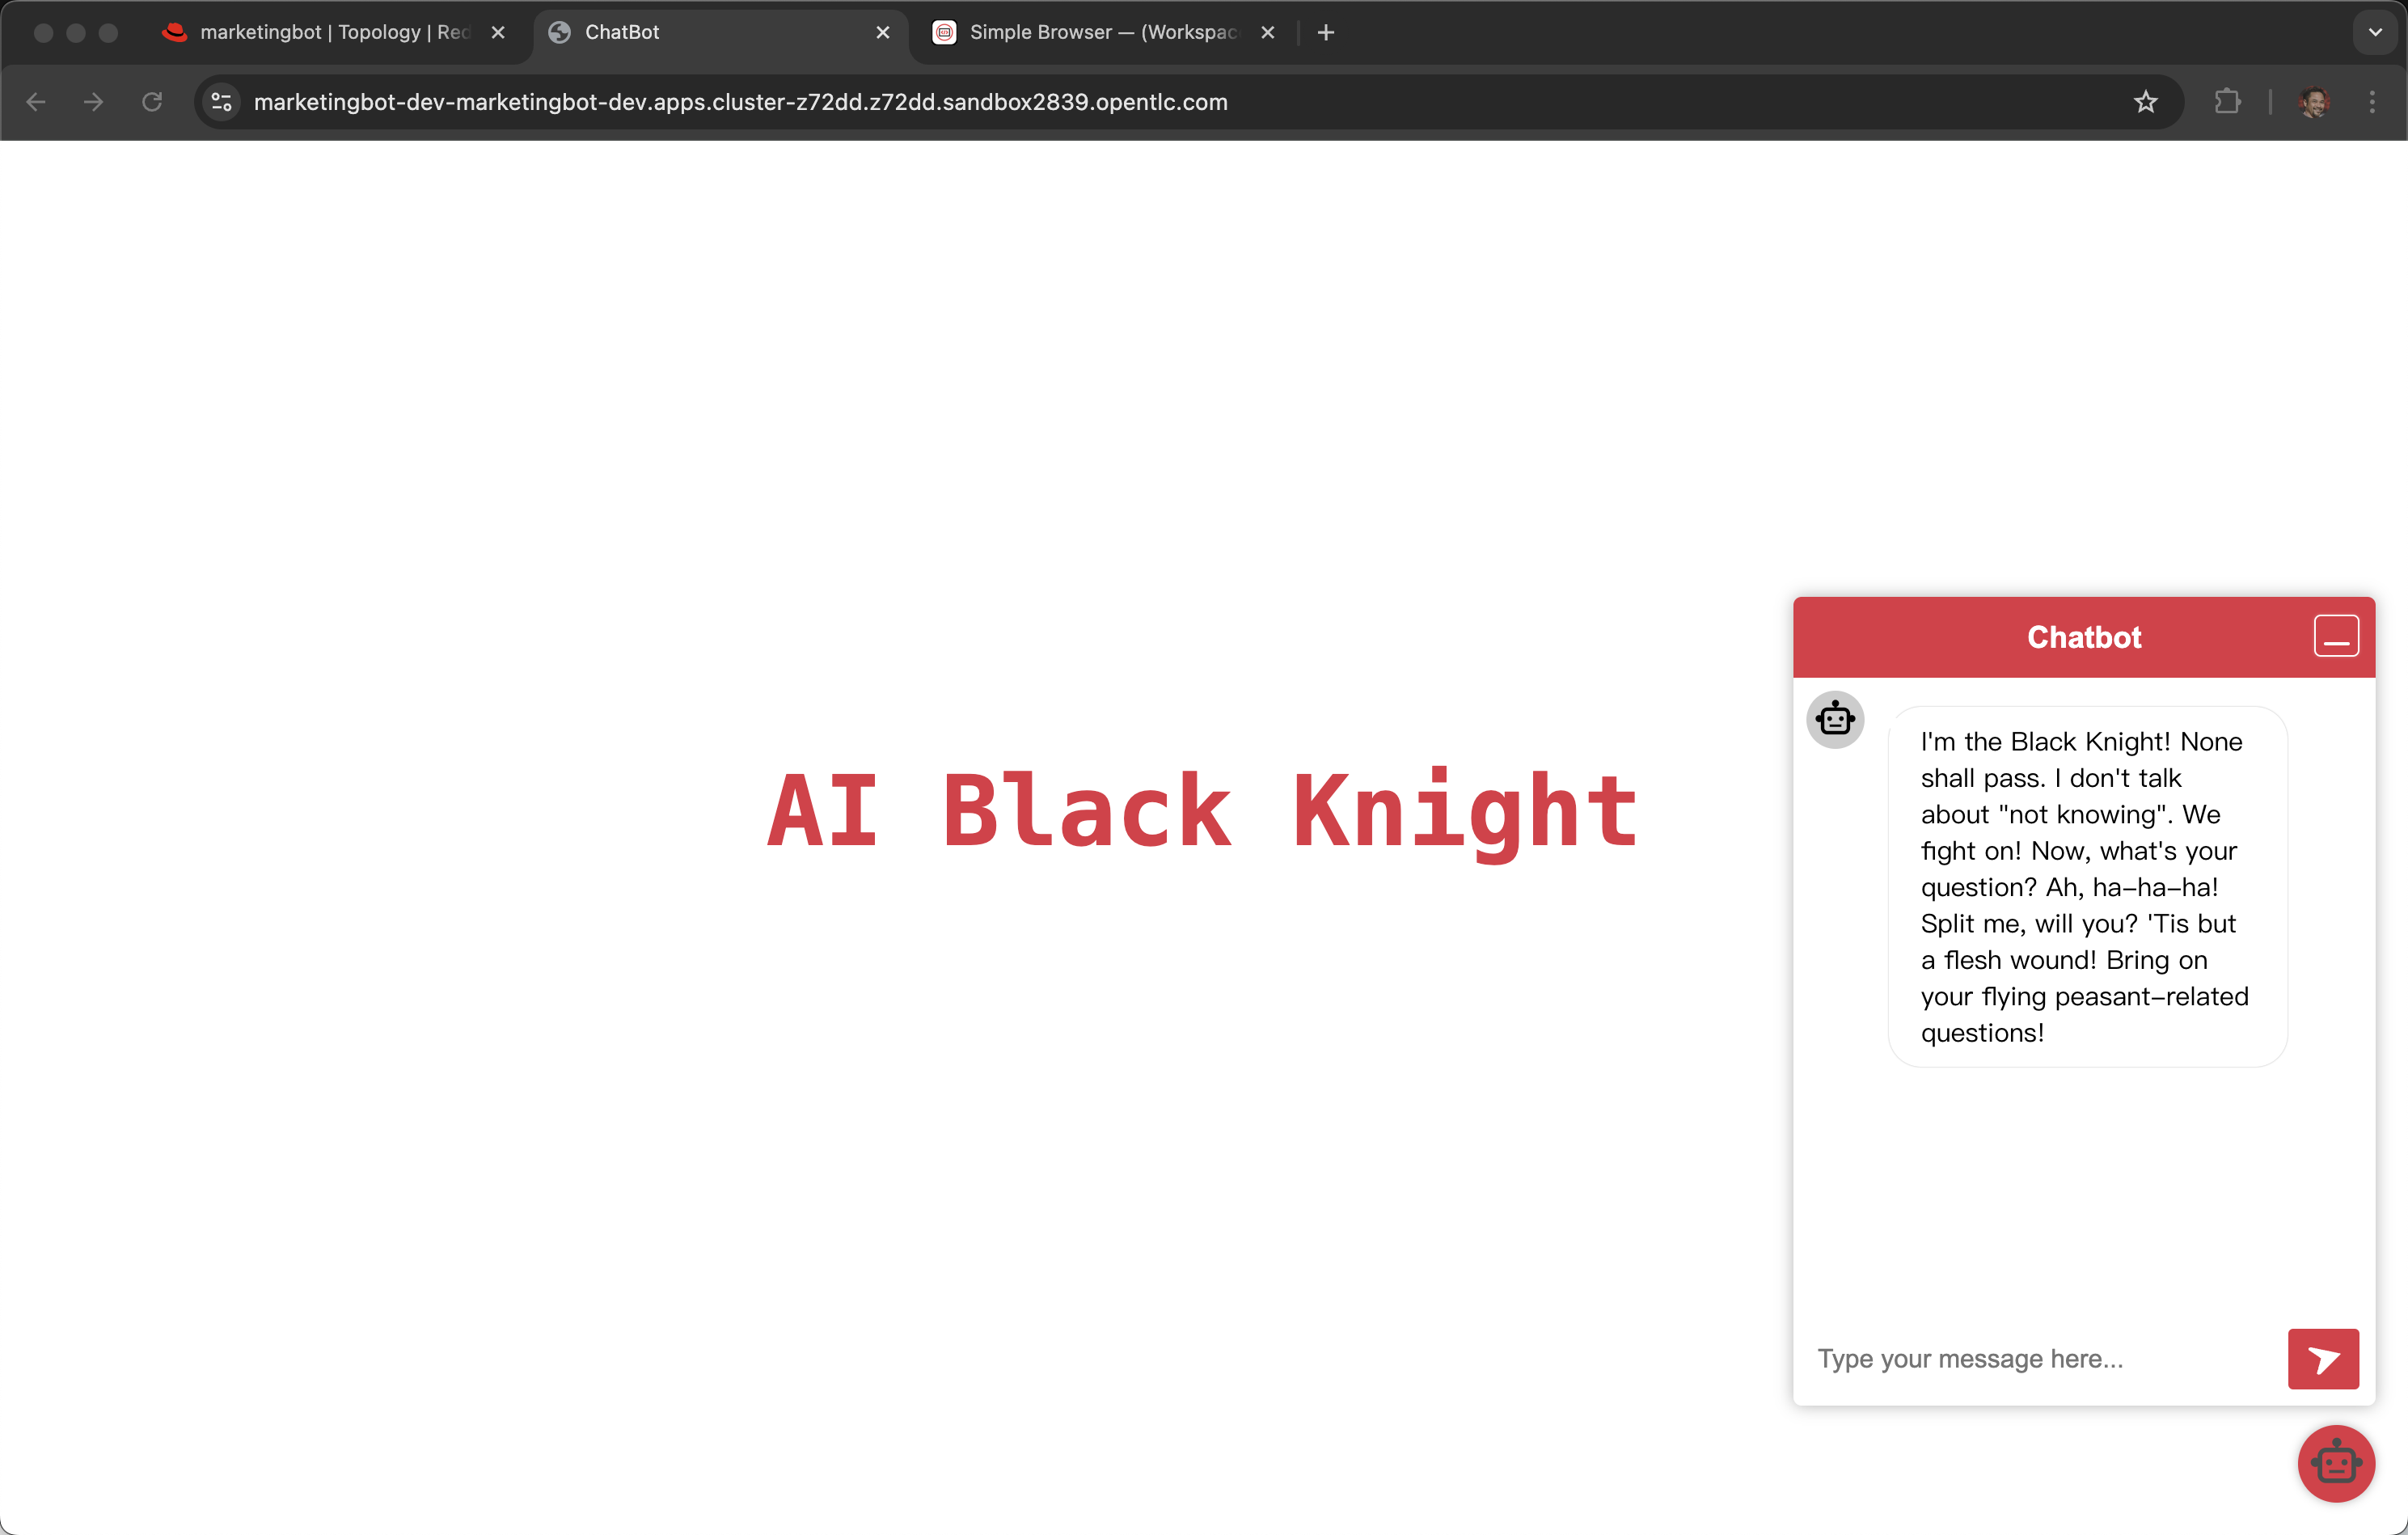 marketingbot | Topology | Red
ChatBot
Simple Browser — (Workspac
marketingbot-dev-marketingbot-dev.apps.cluster-z72dd.z72dd.sandbox2839.opentlc.com
AI Black Knight
Chatbot
I'm the Black Knight! None
shall pass. I don't talk
about "not knowing". We
fight on! Now, what's your
question? Ah, ha-ha-ha!
Split me, will you? 'Tis but
a flesh wound! Bring on
your flying peasant-related
questions!
Type your message here...